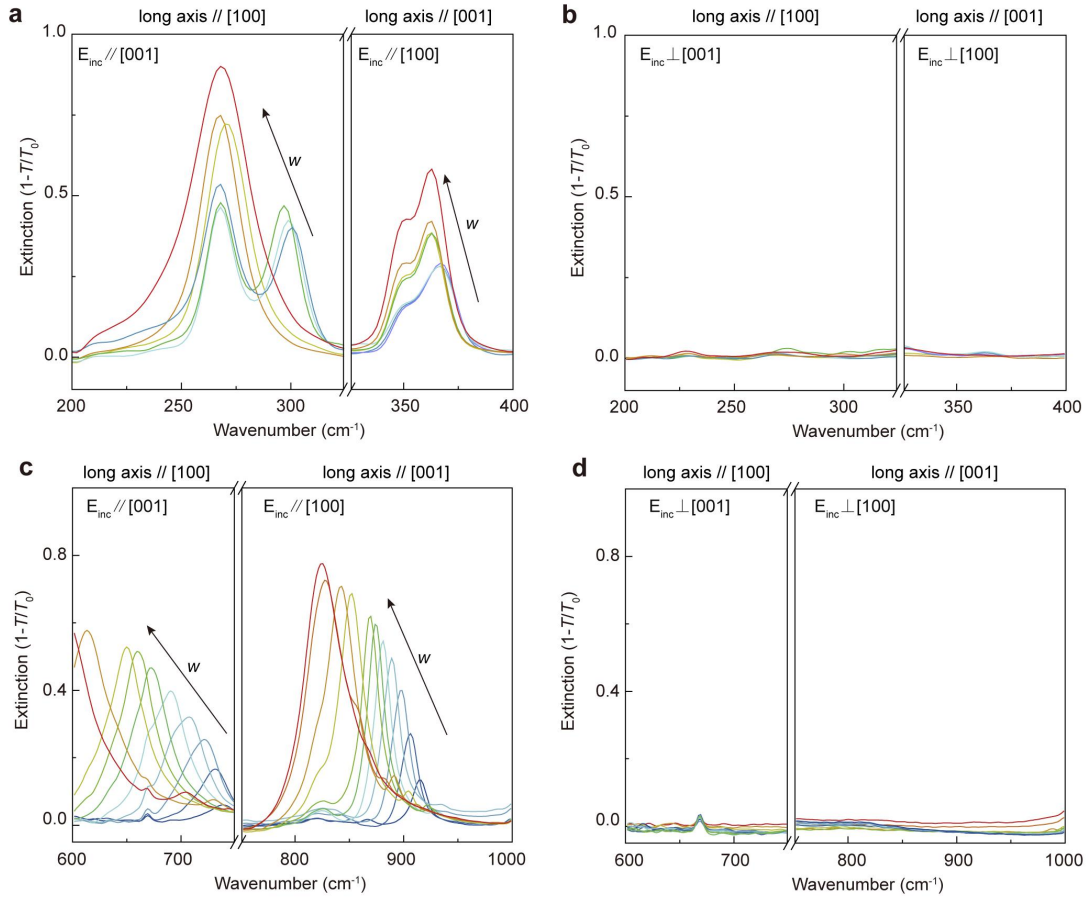 a
long axis // [100]
long axis // [001]
E_inc // [001]
E_inc // [100]
w
w
1.0
0.5
0.0
Extinction (1-T/T₀)
200
250
300
350
400
Wavenumber (cm⁻¹)
b
long axis // [100]
long axis // [001]
E_inc ⊥ [001]
E_inc ⊥ [100]
1.0
0.5
0.0
Extinction (1-T/T₀)
200
250
300
350
400
Wavenumber (cm⁻¹)
c
long axis // [100]
long axis // [001]
E_inc // [001]
E_inc // [100]
w
w
0.8
0.4
0.0
Extinction (1-T/T₀)
600
700
800
900
1000
Wavenumber (cm⁻¹)
d
long axis // [100]
long axis // [001]
E_inc ⊥ [001]
E_inc ⊥ [100]
0.8
0.4
0.0
Extinction (1-T/T₀)
600
700
800
900
1000
Wavenumber (cm⁻¹)